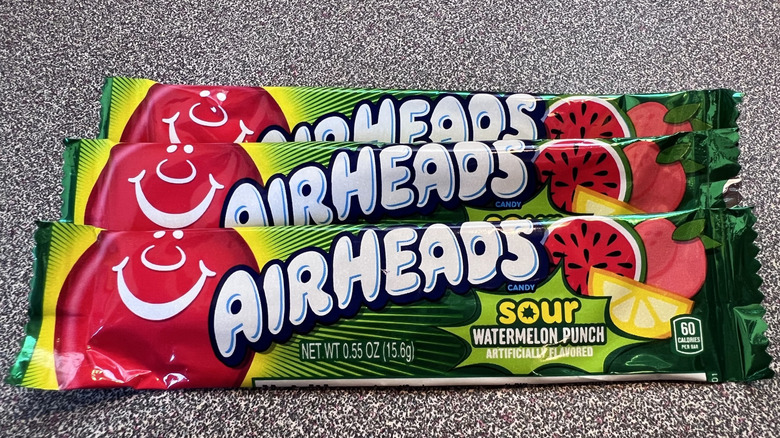 AIRHEADS
AIRHEADS
CANDY
AIRHEADS
CANDY
SOUR
WATERMELON PUNCH
ARTIFICIALLY FLAVORED
NET WT 0.55 OZ (15.6g)
60
CALORIES
PER BAR